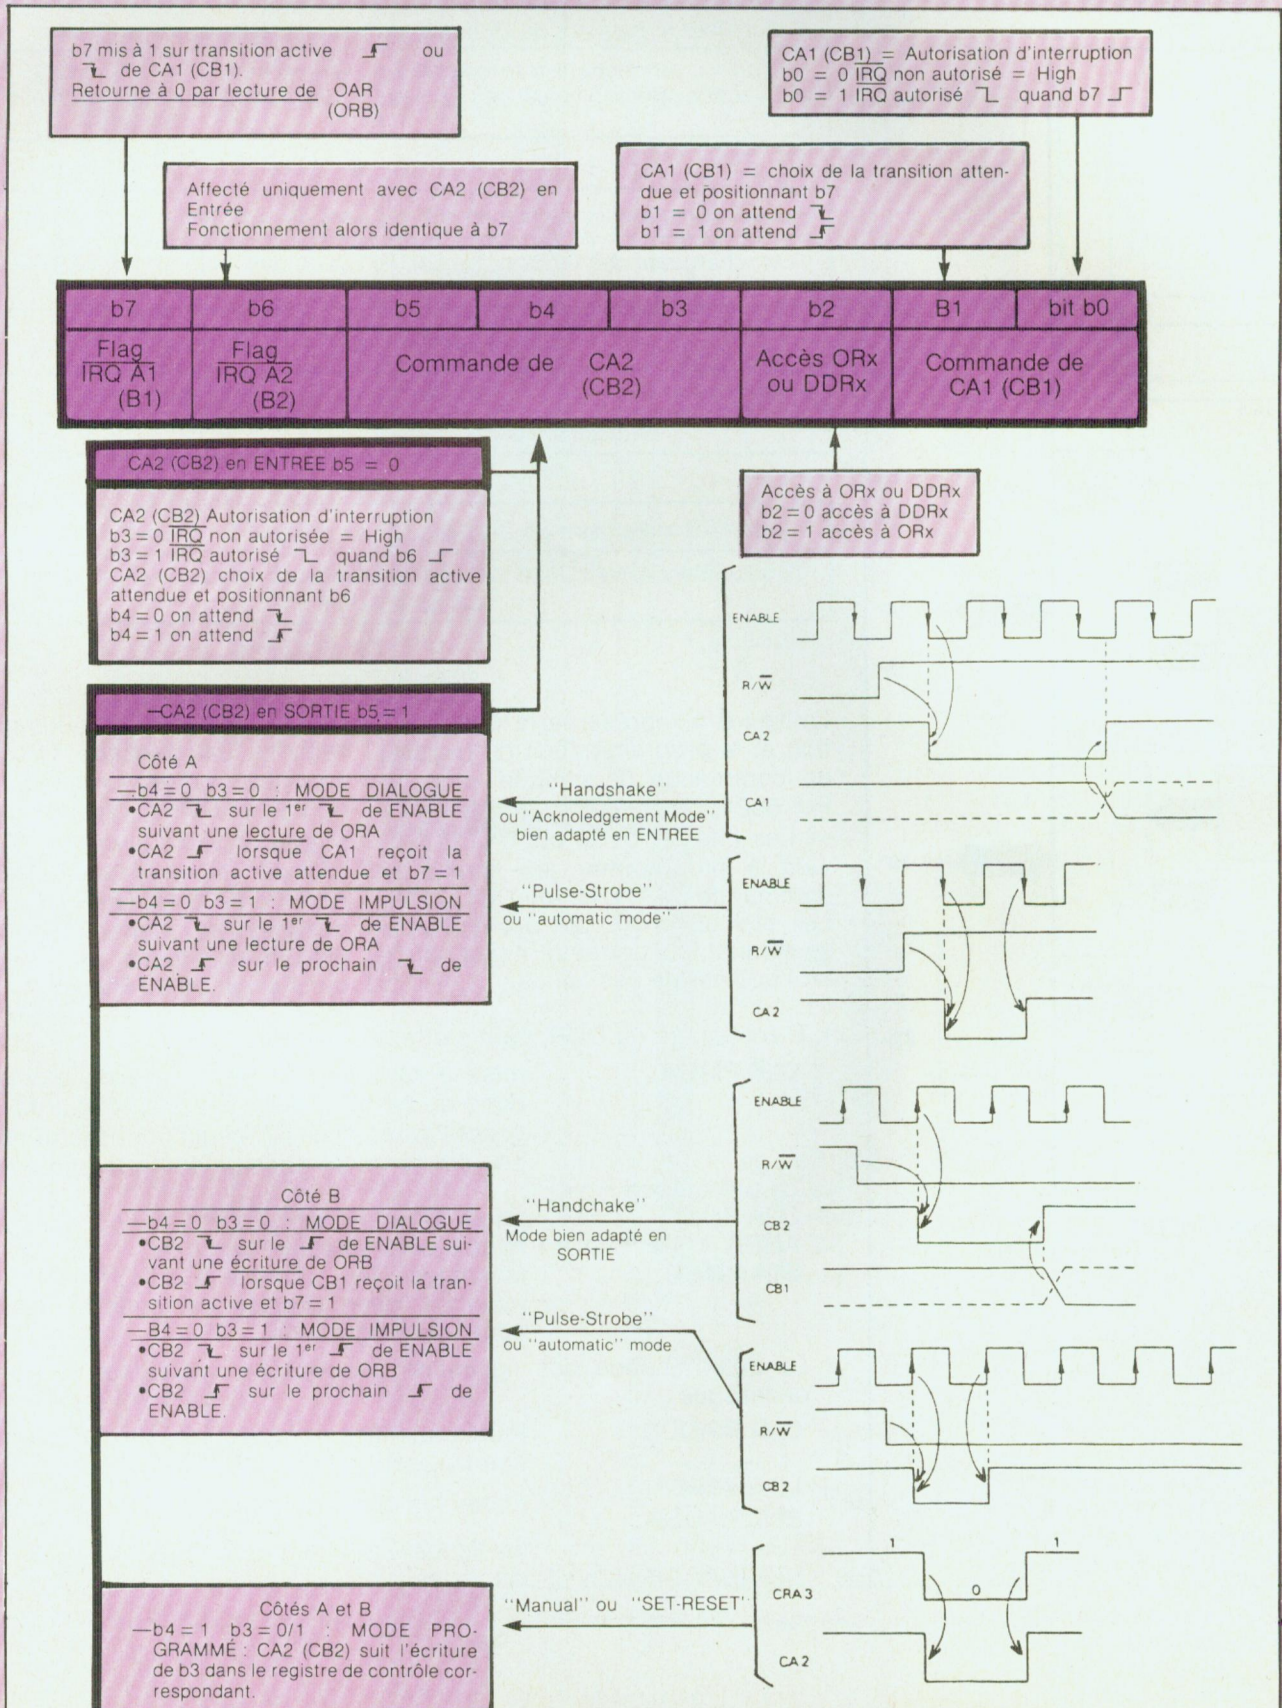 b7 mis à 1 sur transition active ou
de CA1 (CB1).
Retourne à 0 par lecture de OAR
(ORB)
CA1 (CB1) = Autorisation d'interruption
b0 = 0 IRQ non autorisé = High
b0 = 1 IRQ autorisé quand b7
Affecté uniquement avec CA2 (CB2) en
Entrée
Fonctionnement alors identique à b7
CA1 (CB1) = choix de la transition atten-
due et positionnant b7
b1 = 0 on attend
b1 = 1 on attend
b7 b6 b5 b4 b3 b2 B1 bit b0
Flag
IRQ A1
(B1)
Flag
IRQ A2
(B2)
Commande de CA2
(CB2)
Accès ORx
ou DDRx
Commande de
CA1 (CB1)
CA2 (CB2) en ENTREE b5 = 0
CA2 (CB2) Autorisation d'interruption
b3=0 IRQ non autorisée = High
b3=1 IRQ autorisé quand b6
CA2 (CB2) choix de la transition active
attendue et positionnant b6
b4=0 on attend
b4=1 on attend
Accès à ORx ou DDRx
b2=0 accès à DDRx
b2=1 accès à ORx
—CA2 (CB2) en SORTIE b5=1
Côté A
—b4=0 b3=0 : MODE DIALOGUE
•CA2 sur le 1er de ENABLE
suivant une lecture de ORA
•CA2 lorsque CA1 reçoit la
transition active attendue et b7=1
—b4=0 b3=1 : MODE IMPULSION
•CA2 sur le 1er de ENABLE
suivant une lecture de ORA
•CA2 sur le prochain de
ENABLE.
"Handshake"
ou "Acknoledgement Mode"
bien adapté en ENTREE
ENABLE
R/W
CA2
CA1
"Pulse-Strobe"
ou "automatic mode"
ENABLE
R/W
CA2
Côté B
—b4=0 b3=0 : MODE DIALOGUE
•CB2 sur le de ENABLE sui-
vant une écriture de ORB
•CB2 lorsque CB1 reçoit la tran-
sition active et b7=1
—B4=0 b3=1 : MODE IMPULSION
•CB2 sur le 1er de ENABLE
suivant une écriture de ORB
•CB2 sur le prochain de
ENABLE.
"Handchake"
Mode bien adapté en
SORTIE
ENABLE
R/W
CB2
CB1
"Pulse-Strobe"
ou "automatic" mode
ENABLE
R/W
CB2
Côtés A et B
—b4=1 b3=0/1 : MODE PRO-
GRAMMÉ : CA2 (CB2) suit l'écriture
de b3 dans le registre de contrôle cor-
respondant.
"Manual" ou "SET-RESET"
1 1
CRA3 0
CA2